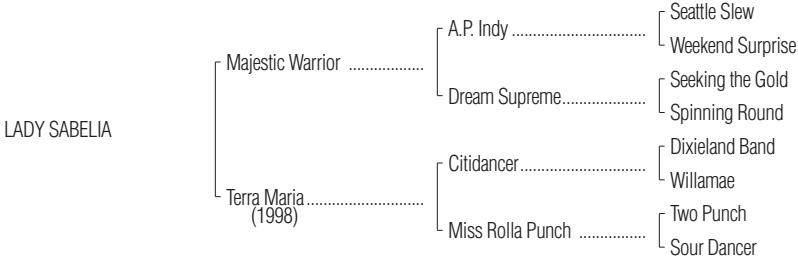 Seattle Slew
A.P. Indy ................................
Weekend Surprise
Majestic Warrior ..................
Seeking the Gold
Dream Supreme....................
Spinning Round
LADY SABELIA
Dixieland Band
Citidancer..............................
Willamae
Terra Maria............................
(1998)
Two Punch
Miss Rolla Punch ................
Sour Dancer